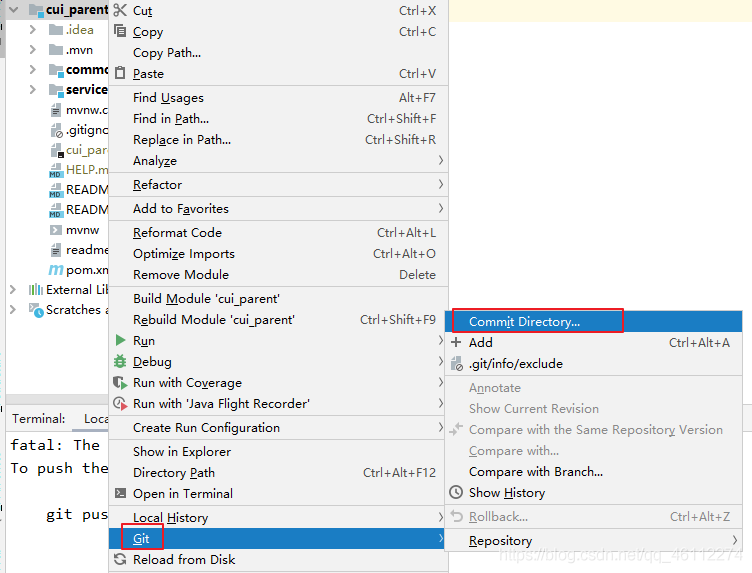 cui_parent
.idea
.mvn
commo
service
mvnw.c
.gitigno
cui_pare
HELP.m
READM
READM
mvnw
readme
pom.xm
External Lib
Scratches a
Cut Ctrl+X
Copy Ctrl+C
Copy Path...
Paste Ctrl+V
Find Usages Alt+F7
Find in Path... Ctrl+Shift+F
Replace in Path... Ctrl+Shift+R
Analyze
Refactor
Add to Favorites
Reformat Code Ctrl+Alt+L
Optimize Imports Ctrl+Alt+O
Remove Module Delete
Build Module 'cui_parent'
Rebuild Module 'cui_parent' Ctrl+Shift+F9
Run
Debug
Run with Coverage
Run with 'Java Flight Recorder'
Create Run Configuration
Show in Explorer
Directory Path Ctrl+Alt+F12
Open in Terminal
Local History
Git
Reload from Disk
Commit Directory...
Add Ctrl+Alt+A
.git/info/exclude
Annotate
Show Current Revision
Compare with the Same Repository Version
Compare with...
Compare with Branch...
Show History
Rollback... Ctrl+Alt+Z
Repository
Terminal: Loca
fatal: The
To push the
git pus
https://blog.csdn.net/qq_46112274